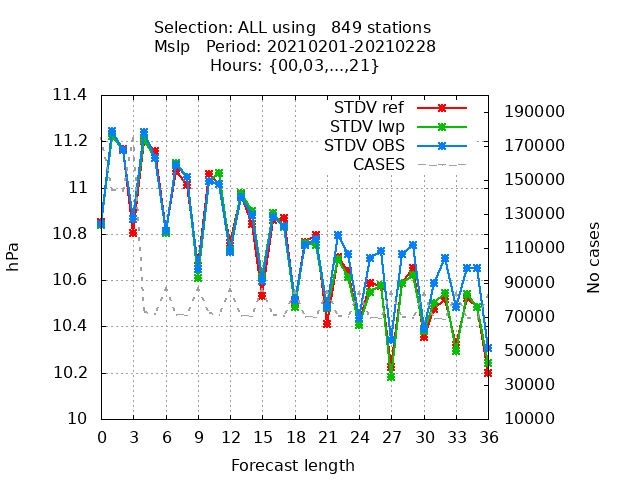 Selection: ALL using   849 stations
Mslp   Period: 20210201-20210228
Hours: {00,03,...,21}
STDV ref
STDV lwp
STDV OBS
CASES
11.4
11.2
11
10.8
10.6
10.4
10.2
10
hPa
190000
170000
150000
130000
110000
90000
70000
50000
30000
10000
No cases
0 3 6 9 12 15 18 21 24 27 30 33 36
Forecast length